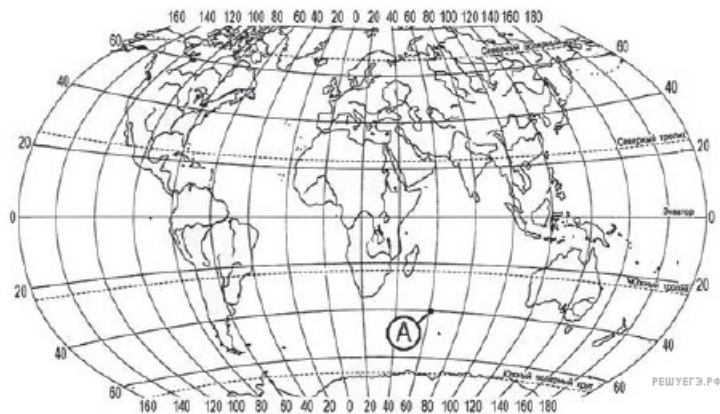 160 140 120 100 80 60 40 20 0 20 40 60 80 100 120 140 160 180
60 Северный полярный круг 60
40 40
Северный тропик
20 20
0 Экватор 0
20 Южный тропик 20
А
40 40
60 Южный полярный круг 60
160 140 120 100 80 60 40 20 0 20 40 60 80 100 120 140 160 180
РЕШУЕГЭ.РФ